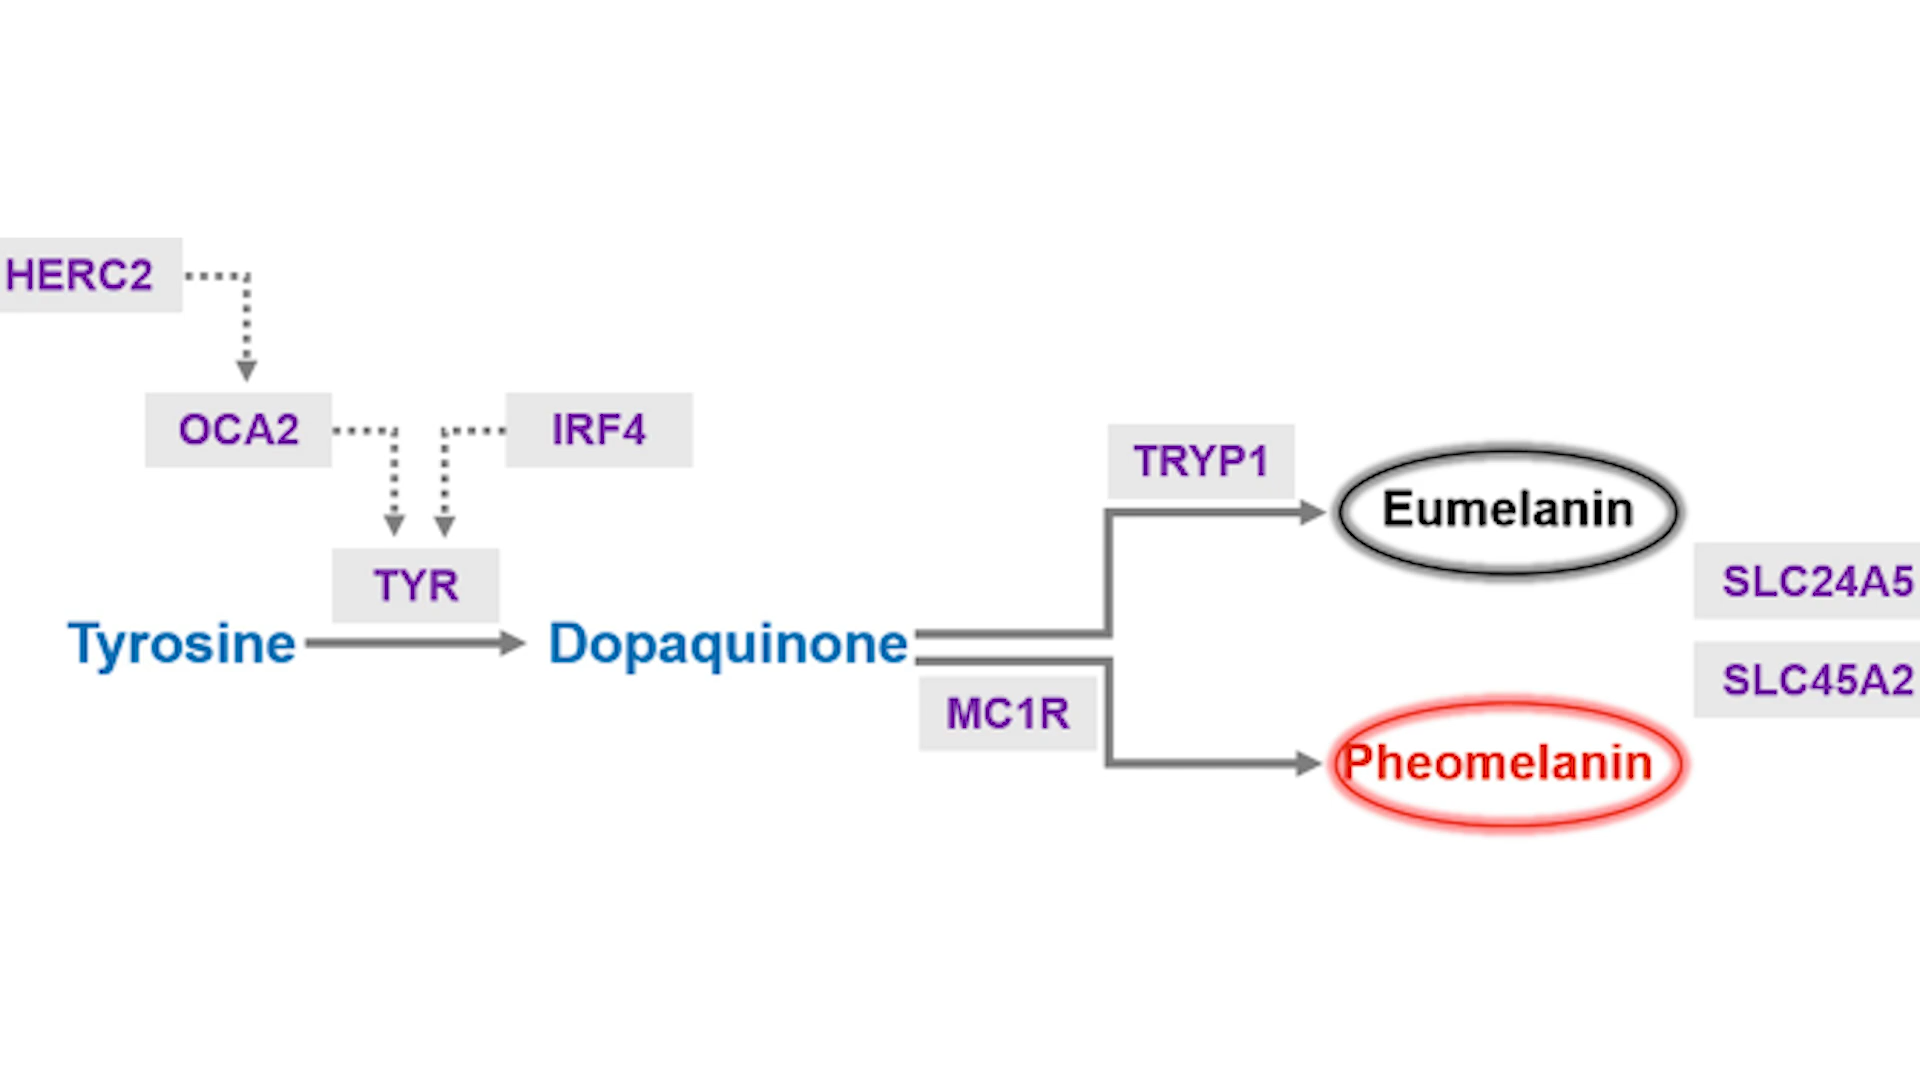 HERC2
OCA2
IRF4
TRYP1
Eumelanin
TYR
SLC24A5
Tyrosine
Dopaquinone
SLC45A2
MC1R
Pheomelanin